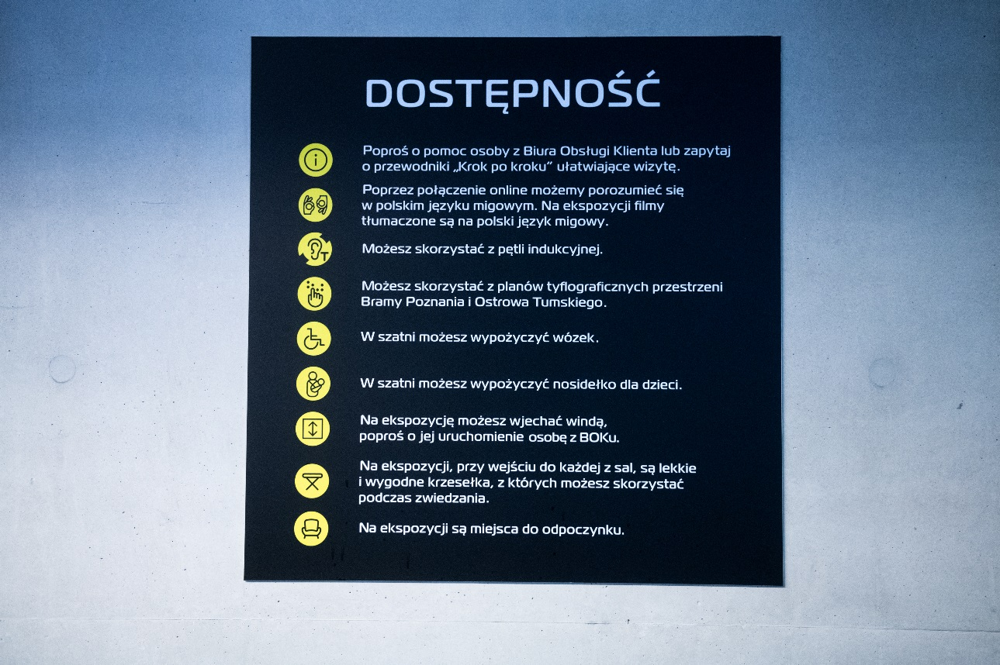 DOSTĘPNOŚĆ
Poproś o pomoc osoby z Biura Obsługi Klienta lub zapytaj
o przewodniki „Krok po kroku” ułatwiające wizytę.
Poprzez połączenie online możemy porozumieć się
w polskim języku migowym. Na ekspozycji filmy
tłumaczone są na polski język migowy.
T
Możesz skorzystać z pętli indukcyjnej.
Możesz skorzystać z planów tyflograficznych przestrzeni
Bramy Poznania i Ostrowa Tumskiego.
W szatni możesz wypożyczyć wózek.
W szatni możesz wypożyczyć nosidełko dla dzieci.
Na ekspozycję możesz wjechać windą,
poproś o jej uruchomienie osobę z BOKu.
Na ekspozycji, przy wejściu do każdej z sal, są lekkie
i wygodne krzesełka, z których możesz skorzystać
podczas zwiedzania.
Na ekspozycji są miejsca do odpoczynku.